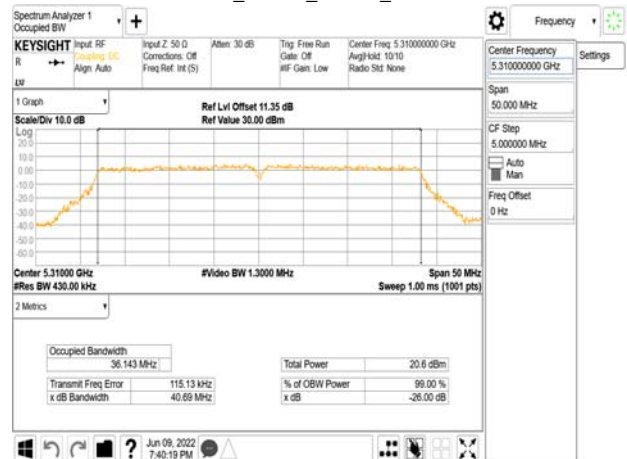 Spectrum Analyzer 1
Occupied BW
Frequency
KEYSIGHT
R
Input: RF
Coupling: DC
Align: Auto
Input Z: 50 Ω
Corrections: Off
Freq Ref: Int (S)
Atten: 30 dB
Trig: Free Run
Gate: Off
#IF Gain: Low
Center Freq: 5.310000000 GHz
Avg|Hold: 10/10
Radio Std: None
Center Frequency
5.310000000 GHz
Settings
Span
50.000 MHz
CF Step
5.000000 MHz
Auto
Man
Freq Offset
0 Hz
1 Graph
Scale/Div 10.0 dB
Ref Lvl Offset 11.35 dB
Ref Value 30.00 dBm
Log
20.0
10.0
0.00
-10.0
-20.0
-30.0
-40.0
-50.0
-60.0
Center 5.31000 GHz
#Res BW 430.00 kHz
#Video BW 1.3000 MHz
Span 50 MHz
Sweep 1.00 ms (1001 pts)
2 Metrics
Occupied Bandwidth
36.143 MHz
Total Power 20.6 dBm
Transmit Freq Error 115.13 kHz
% of OBW Power 99.00 %
x dB Bandwidth 40.69 MHz
x dB -26.00 dB
?
Jun 09, 2022
7:40:19 PM